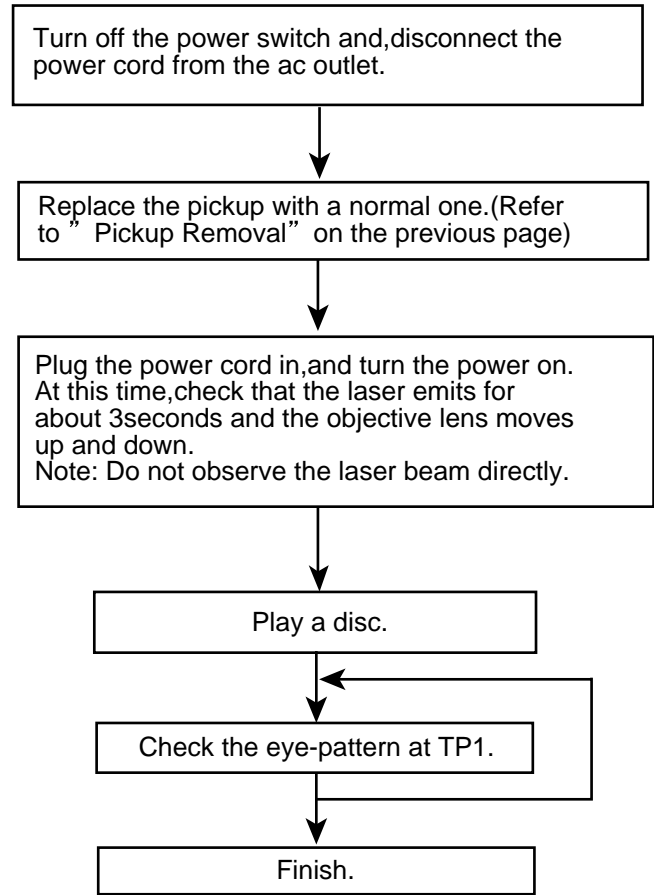 Turn off the power switch and,disconnect the
power cord from the ac outlet.
Replace the pickup with a normal one.(Refer
to ” Pickup Removal” on the previous page)
Plug the power cord in,and turn the power on.
At this time,check that the laser emits for
about 3seconds and the objective lens moves
up and down.
Note: Do not observe the laser beam directly.
Play a disc.
Check the eye-pattern at TP1.
Finish.